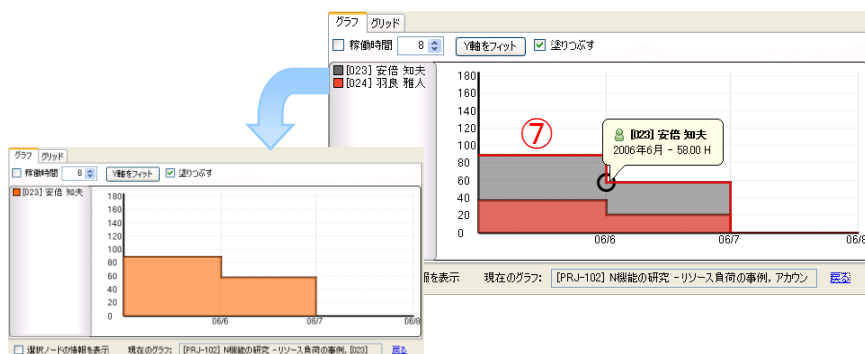 グラフ グリッド
稼働時間 8 Y軸をフィット 塗りつぶす
[023] 安倍 知夫
[024] 羽良 雅人
180
160
140
120
100
80
60
40
20
0
⑦
[023] 安倍 知夫
2006年6月 - 58.00 H
06/6 06/7 06/8
報を表示 現在のグラフ: [PRJ-102] N機能の研究 -リソース負荷の事例, アカウン 戻る
グラフ グリッド
稼働時間 8 Y軸をフィット 塗りつぶす
[023] 安倍 知夫
180
160
140
120
100
80
60
40
20
0
06/6 06/7 06/8
選択ノードの情報を表示 現在のグラフ: [PRJ-102] N機能の研究 -リソース負荷の事例, [023] 戻る